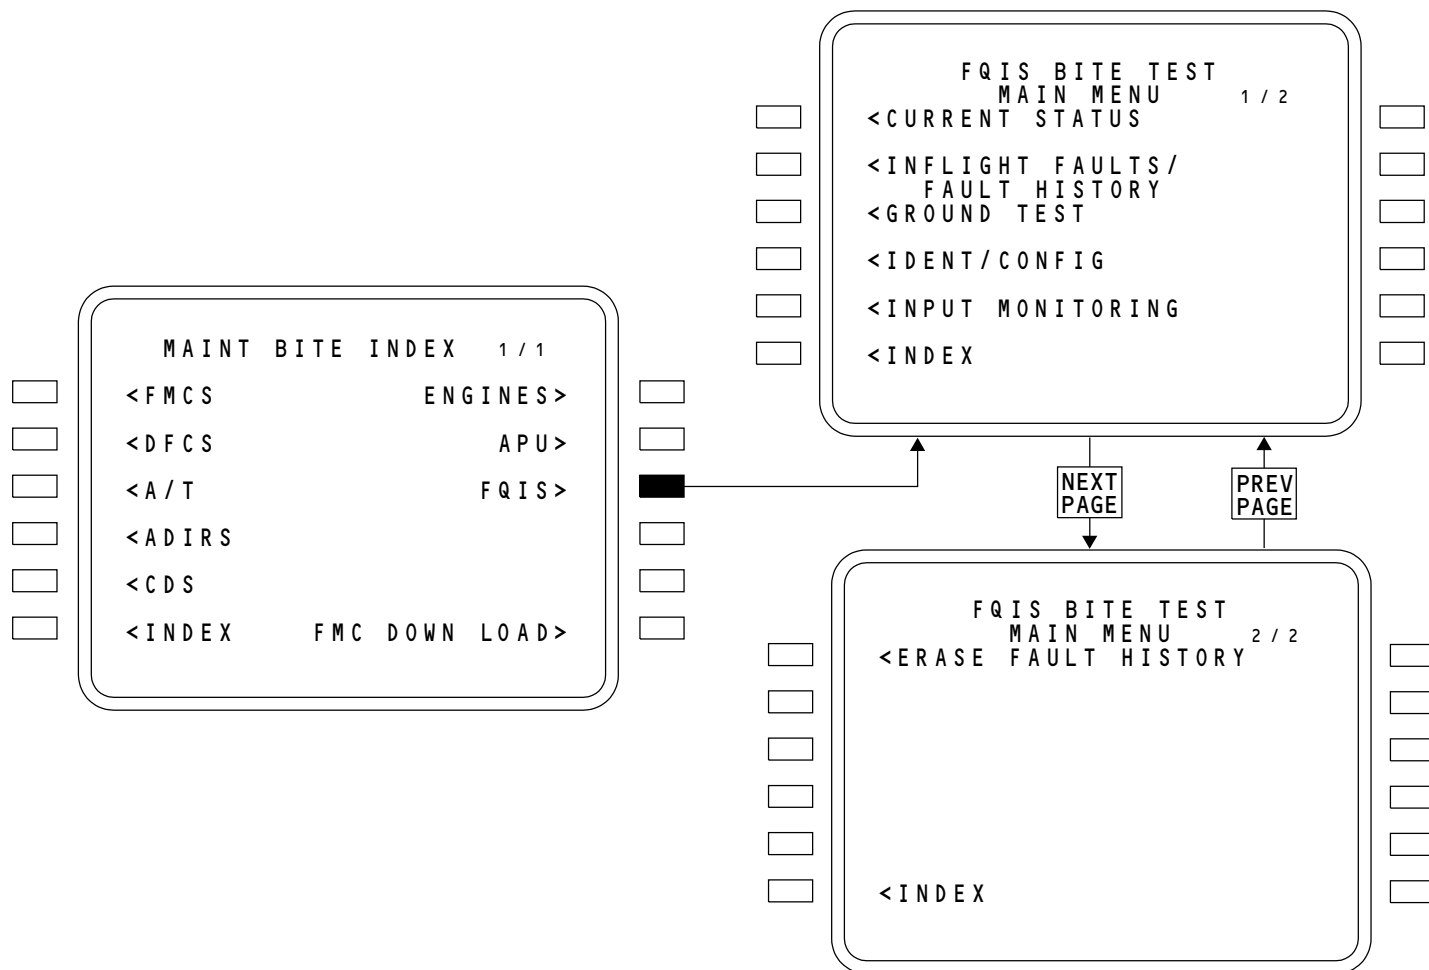 MAINT BITE INDEX 1/1
<FMCS ENGINES>
<DFCS APU>
<A/T FQIS>
<ADIRS
<CDS
<INDEX FMC DOWN LOAD>
FQIS BITE TEST
MAIN MENU 1/2
<CURRENT STATUS
<INFLIGHT FAULTS/
FAULT HISTORY
<GROUND TEST
<IDENT/CONFIG
<INPUT MONITORING
<INDEX
NEXT
PAGE
PREV
PAGE
FQIS BITE TEST
MAIN MENU 2/2
<ERASE FAULT HISTORY
<INDEX